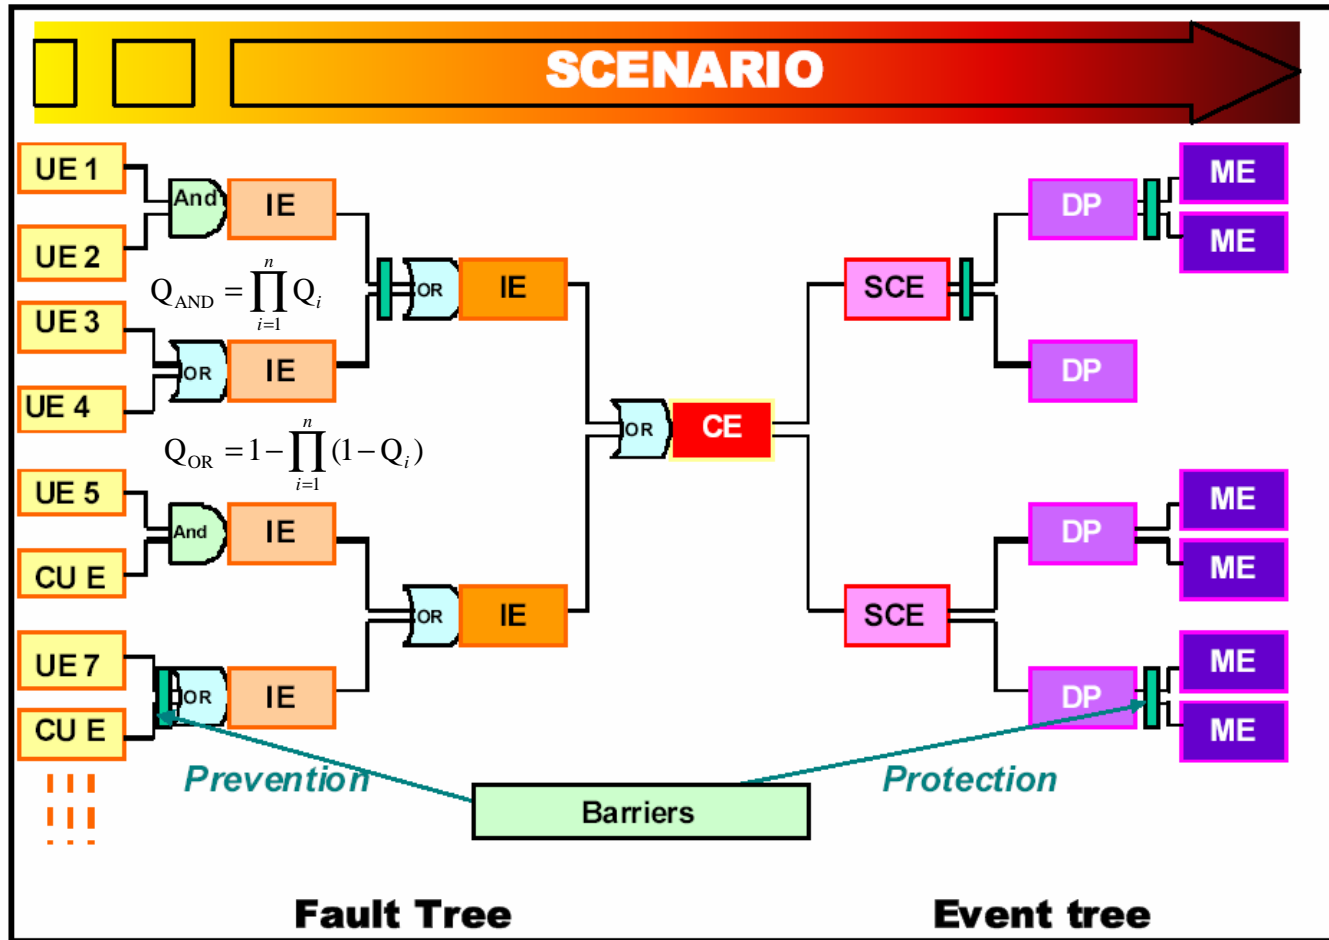 SCENARIO
UE 1
UE 2
UE 3
UE 4
UE 5
CU E
UE 7
CU E
And
OR
And
OR
IE
IE
IE
IE
Q_AND = ∏_{i=1}^{n} Q_i
Q_OR = 1 − ∏_{i=1}^{n} (1 − Q_i)
OR
IE
OR
IE
OR
CE
SCE
SCE
DP
DP
DP
DP
ME
ME
ME
ME
ME
ME
Prevention
Protection
Barriers
Fault Tree
Event tree